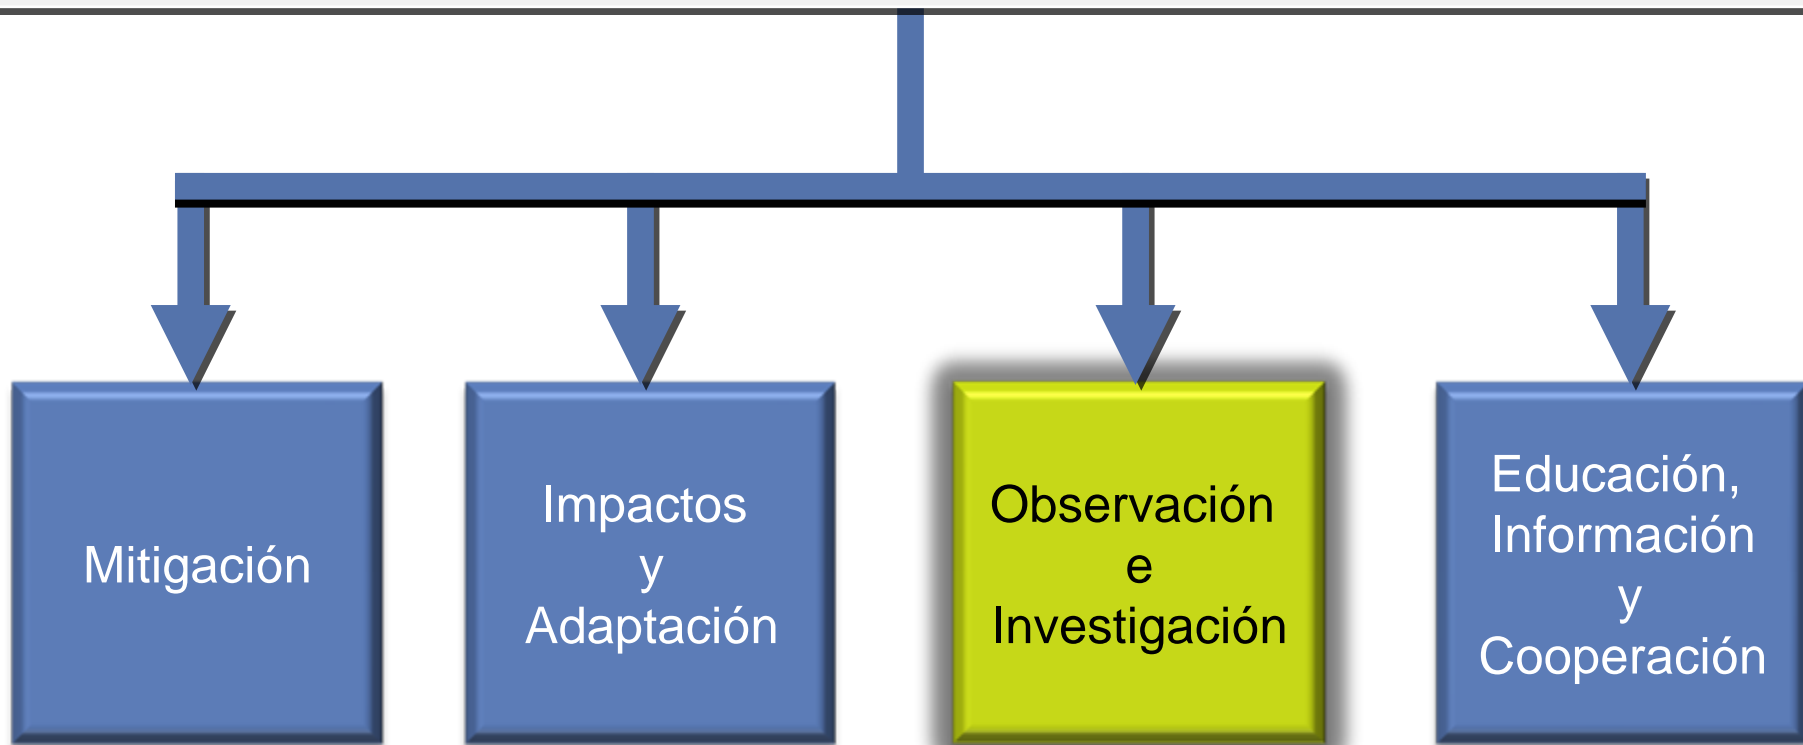 Mitigación
Impactos
y
Adaptación
Observación
e
Investigación
Educación,
Información
y
Cooperación